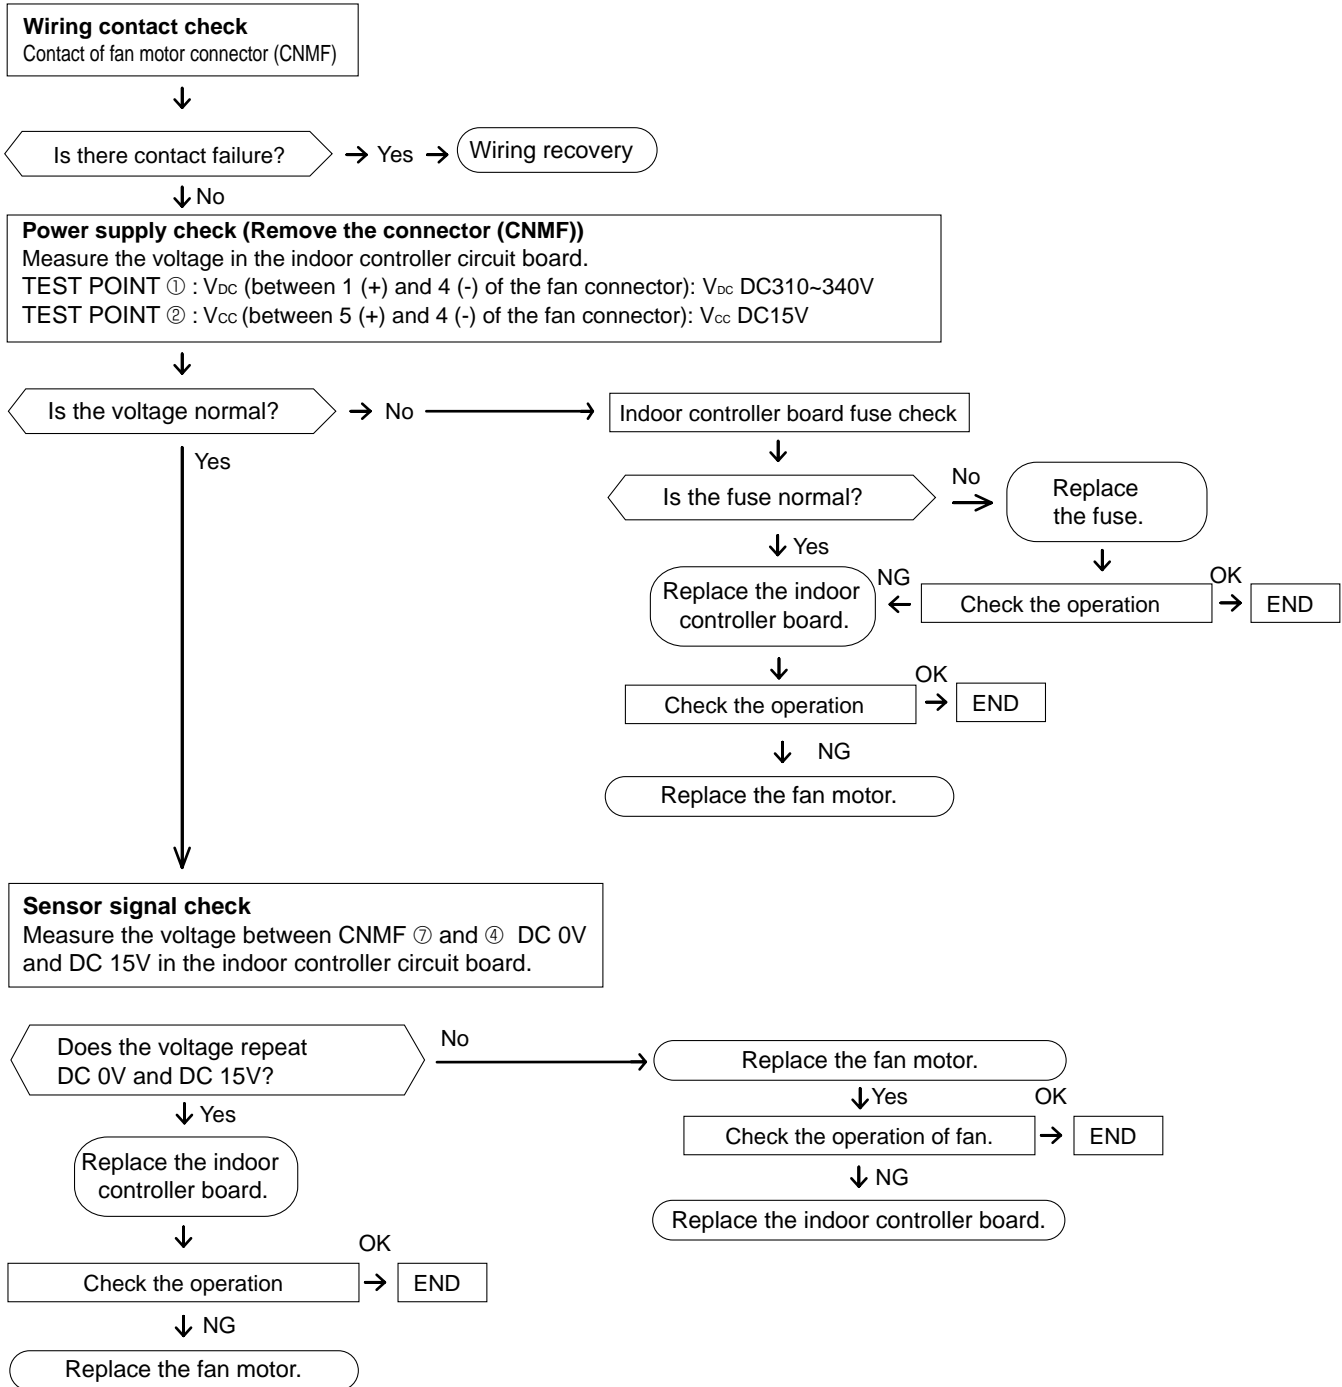 Wiring contact check
Contact of fan motor connector (CNMF)
Is there contact failure?
Yes
Wiring recovery
No
Power supply check (Remove the connector (CNMF))
Measure the voltage in the indoor controller circuit board.
TEST POINT ① : VDC (between 1 (+) and 4 (-) of the fan connector): VDC DC310~340V
TEST POINT ② : VCC (between 5 (+) and 4 (-) of the fan connector): VCC DC15V
Is the voltage normal?
No
Indoor controller board fuse check
Yes
Is the fuse normal?
No
Replace
the fuse.
Yes
Replace the indoor
controller board.
NG
Check the operation
OK
END
Check the operation
OK
END
NG
Replace the fan motor.
Sensor signal check
Measure the voltage between CNMF ⑦ and ④ DC 0V
and DC 15V in the indoor controller circuit board.
Does the voltage repeat
DC 0V and DC 15V?
No
Replace the fan motor.
Yes
Check the operation of fan.
OK
END
NG
Replace the indoor controller board.
Yes
Replace the indoor
controller board.
Check the operation
OK
END
NG
Replace the fan motor.